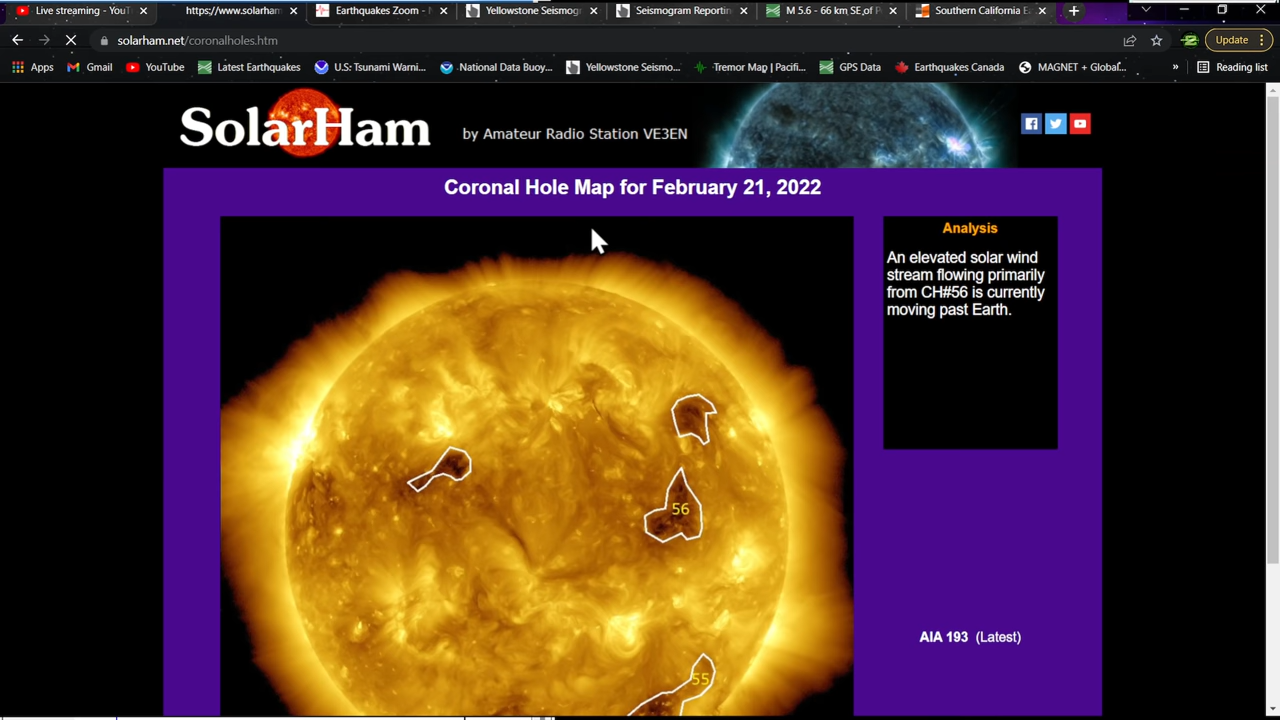 Live streaming - YouT
https://www.solarham
Earthquakes Zoom -
Yellowstone Seismog
Seismogram Report
M 5.6 - 66 km SE of P
Southern California E
solarham.net/coronalholes.htm
Update
Apps
Gmail
YouTube
Latest Earthquakes
U.S: Tsunami Warni...
National Data Buoy...
Yellowstone Seismo...
Tremor Map | Pacifi...
GPS Data
Earthquakes Canada
MAGNET + Global...
»
Reading list
SolarHam
by Amateur Radio Station VE3EN
Coronal Hole Map for February 21, 2022
Analysis
An elevated solar wind
stream flowing primarily
from CH#56 is currently
moving past Earth.
56
AIA 193 (Latest)
55